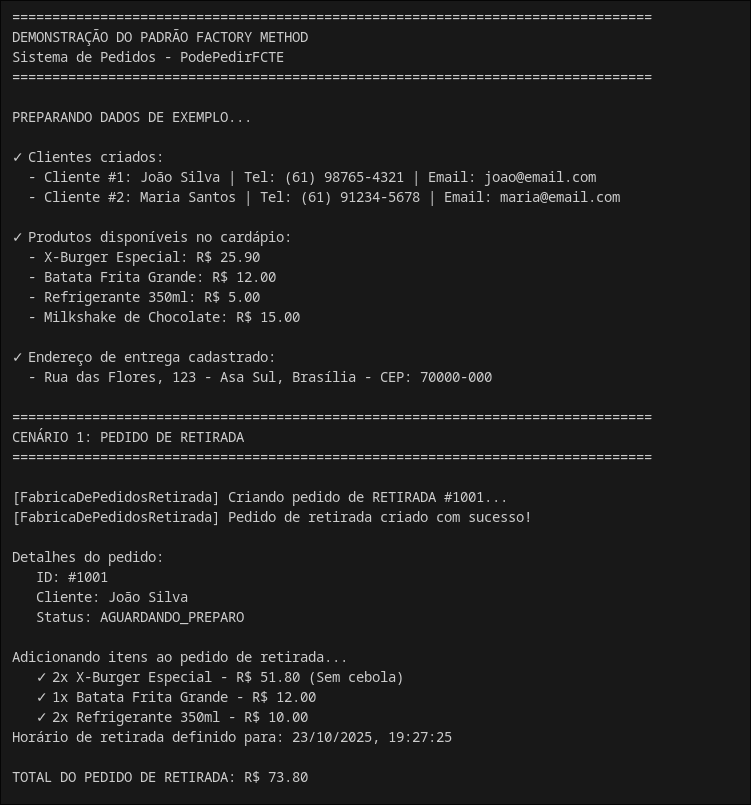 ================================================================================
DEMONSTRAÇÃO DO PADRÃO FACTORY METHOD
Sistema de Pedidos - PodePedirFCTE
================================================================================
PREPARANDO DADOS DE EXEMPLO...
✓ Clientes criados:
- Cliente #1: João Silva | Tel: (61) 98765-4321 | Email: joao@email.com
- Cliente #2: Maria Santos | Tel: (61) 91234-5678 | Email: maria@email.com
✓ Produtos disponíveis no cardápio:
- X-Burger Especial: R$ 25.90
- Batata Frita Grande: R$ 12.00
- Refrigerante 350ml: R$ 5.00
- Milkshake de Chocolate: R$ 15.00
✓ Endereço de entrega cadastrado:
- Rua das Flores, 123 - Asa Sul, Brasília - CEP: 70000-000
================================================================================
CENÁRIO 1: PEDIDO DE RETIRADA
================================================================================
[FabricaDePedidosRetirada] Criando pedido de RETIRADA #1001...
[FabricaDePedidosRetirada] Pedido de retirada criado com sucesso!
Detalhes do pedido:
ID: #1001
Cliente: João Silva
Status: AGUARDANDO_PREPARO
Adicionando itens ao pedido de retirada...
✓ 2x X-Burger Especial - R$ 51.80 (Sem cebola)
✓ 1x Batata Frita Grande - R$ 12.00
✓ 2x Refrigerante 350ml - R$ 10.00
Horário de retirada definido para: 23/10/2025, 19:27:25
TOTAL DO PEDIDO DE RETIRADA: R$ 73.80